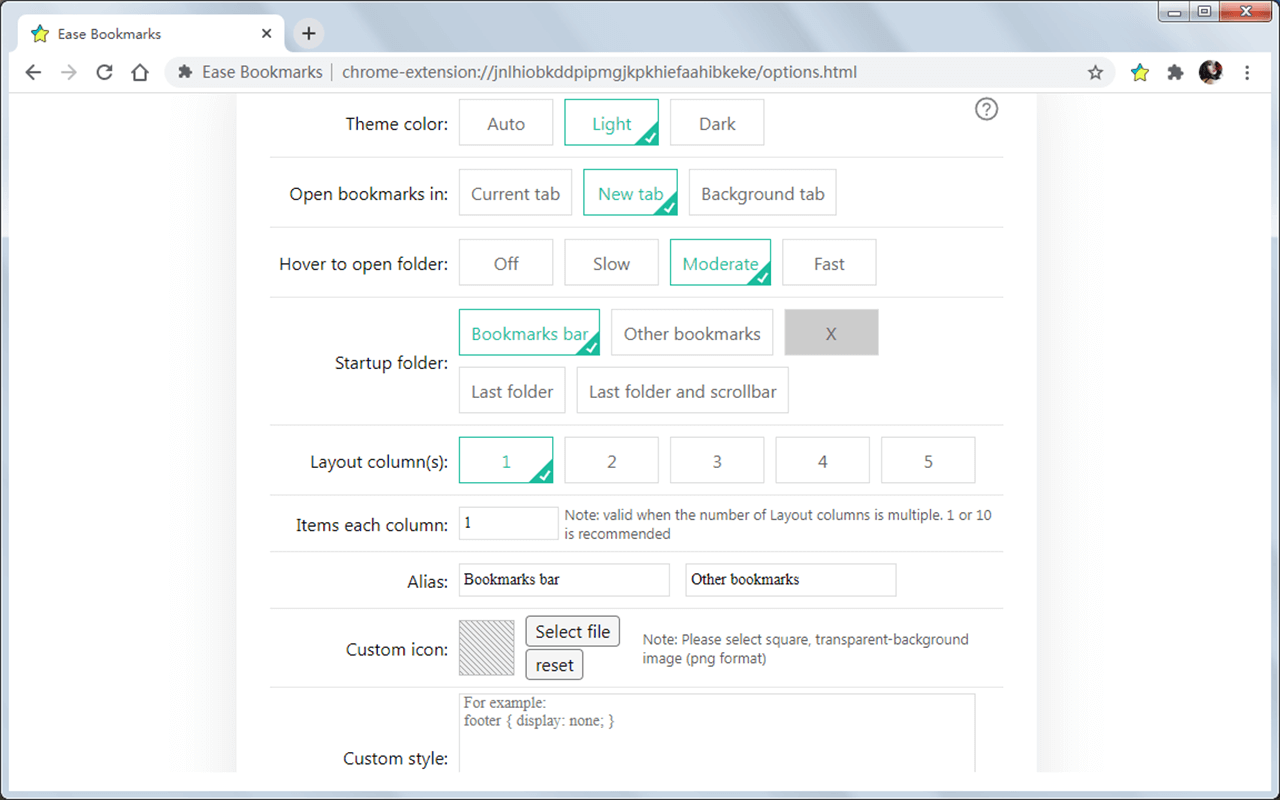 Ease Bookmarks
Ease Bookmarks chrome-extension://jnlhiobkddpipmgjkpkhiefaahibkeke/options.html
Theme color: Auto Light Dark
Open bookmarks in: Current tab New tab Background tab
Hover to open folder: Off Slow Moderate Fast
Startup folder: Bookmarks bar Other bookmarks X
Last folder Last folder and scrollbar
Layout column(s): 1 2 3 4 5
Items each column: 1 Note: valid when the number of Layout columns is multiple. 1 or 10
is recommended
Alias: Bookmarks bar Other bookmarks
Custom icon: Select file Note: Please select square, transparent-background
reset image (png format)
For example:
footer { display: none; }
Custom style: